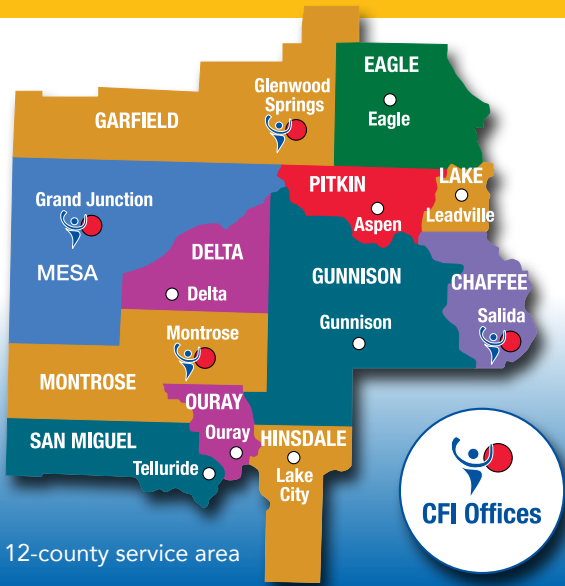 EAGLE
Eagle
Glenwood
Springs
GARFIELD
PITKIN
Aspen
LAKE
Leadville
Grand Junction
MESA
DELTA
Delta
GUNNISON
Gunnison
CHAFFEE
Salida
Montrose
MONTROSE
OURAY
Ouray
SAN MIGUEL
Telluride
HINSDALE
Lake
City
CFI Offices
12-county service area